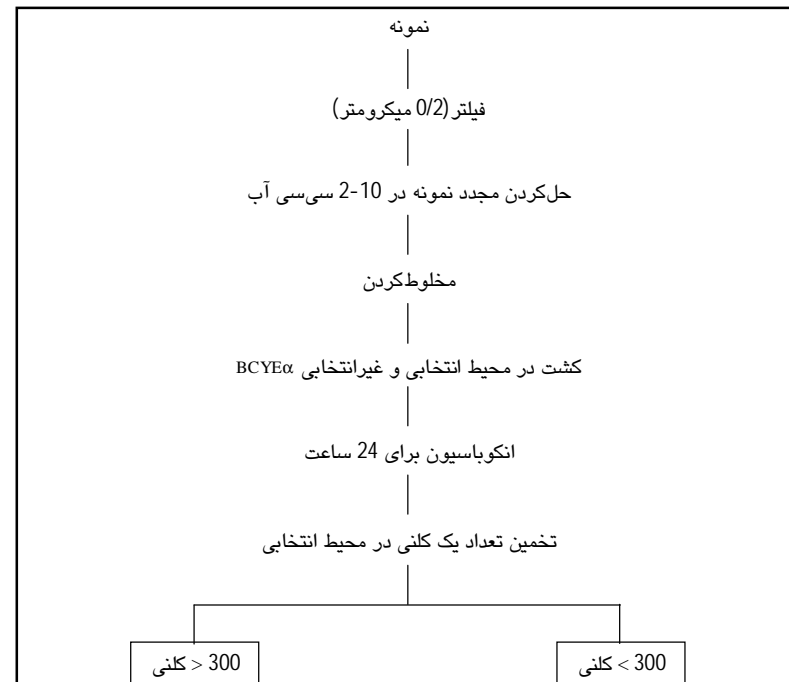 نمونه
فیلتر (0/2 میکرومتر)
حل‌کردن مجدد نمونه در 10-2 سی‌سی آب
مخلوط‌کردن
کشت در محیط انتخابی و غیرانتخابی BCYEα
انکوباسیون برای 24 ساعت
تخمین تعداد یک کلنی در محیط انتخابی
300 < کلنی
300 > کلنی